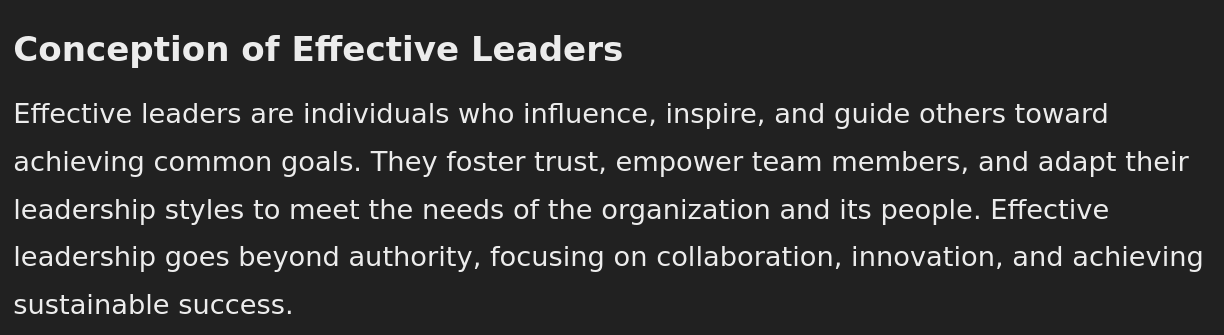 Conception of Effective Leaders
Effective leaders are individuals who influence, inspire, and guide others toward
achieving common goals. They foster trust, empower team members, and adapt their
leadership styles to meet the needs of the organization and its people. Effective
leadership goes beyond authority, focusing on collaboration, innovation, and achieving
sustainable success.